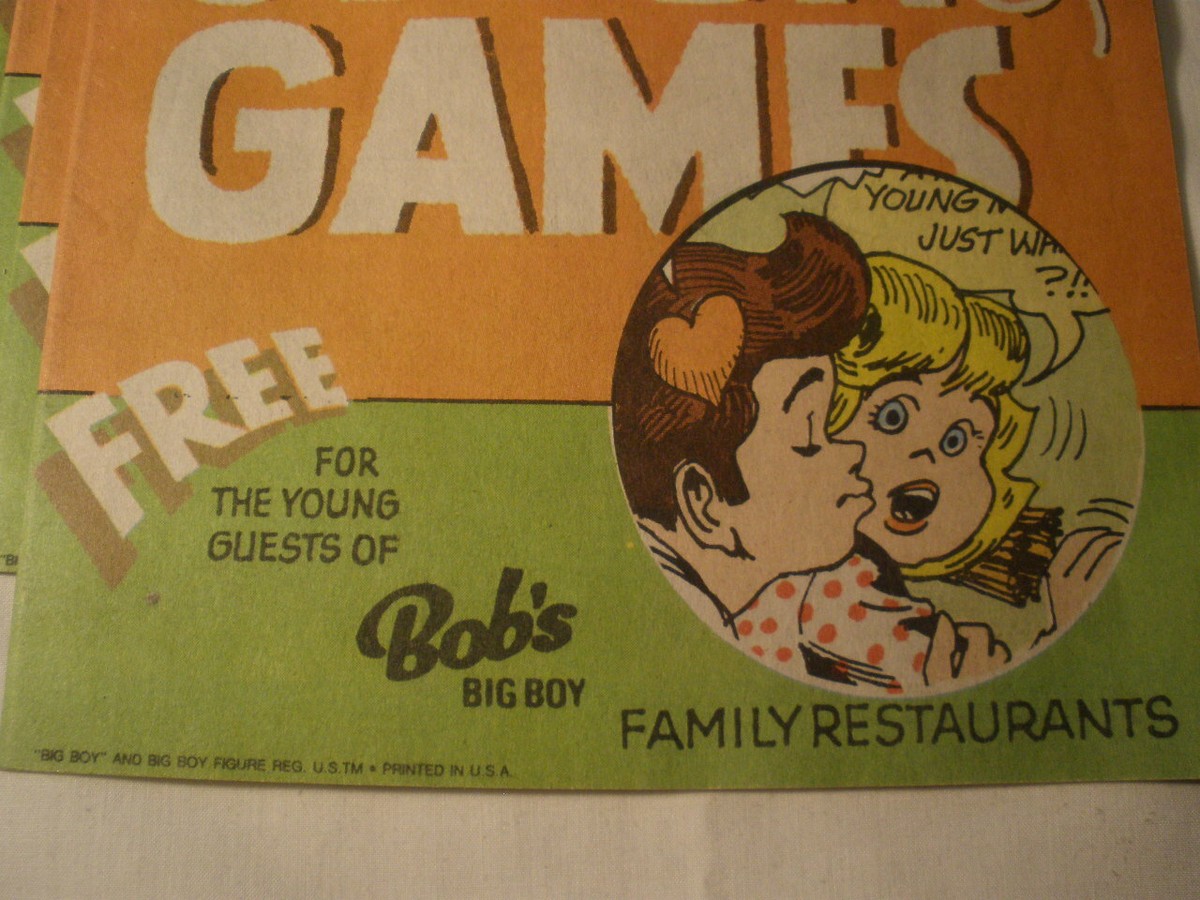 GAMES
YOUNG
JUST
?!!
FREE
FOR
THE YOUNG
GUESTS OF
Bob's
BIG BOY
FAMILY RESTAURANTS
"BIG BOY" AND BIG BOY FIGURE REG. U.S.TM • PRINTED IN U.S.A.